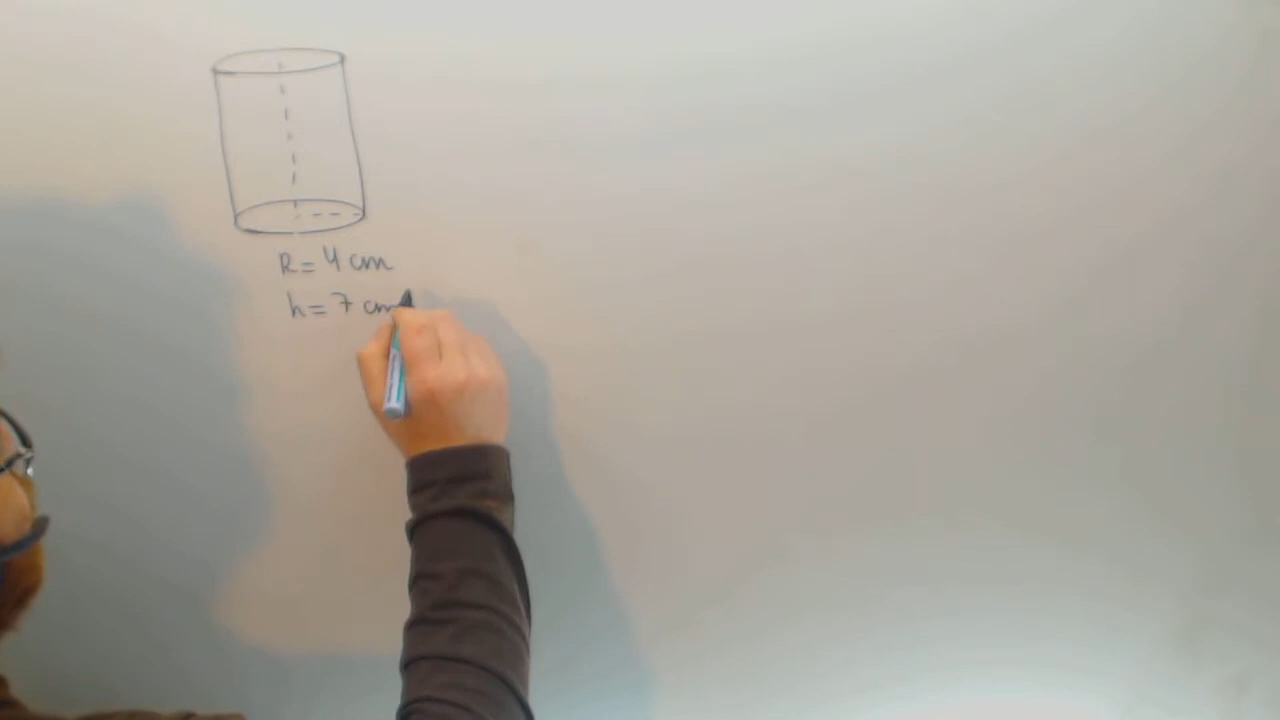 R = 4 cm
h = 7 cm